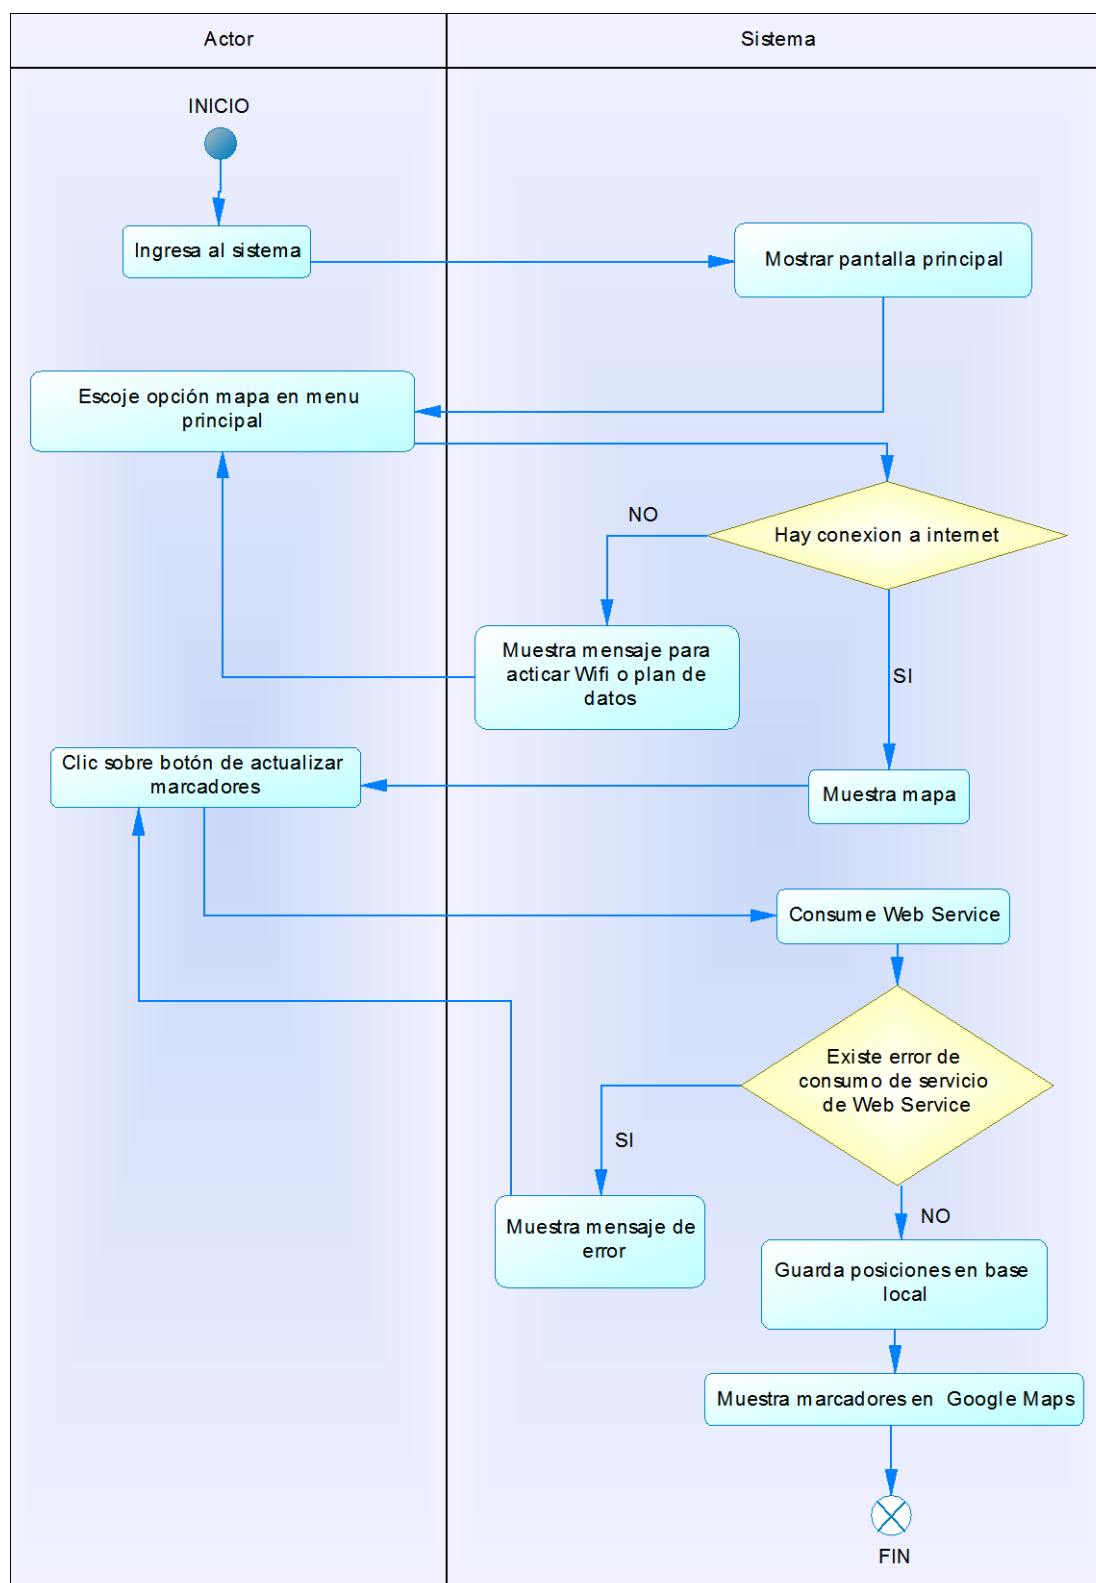 Actor
Sistema
INICIO
Ingresa al sistema
Mostrar pantalla principal
Escoje opción mapa en menu
principal
Hay conexion a internet
NO
Muestra mensaje para
acticar Wifi o plan de
datos
SI
Clic sobre botón de actualizar
marcadores
Muestra mapa
Consume Web Service
Existe error de
consumo de servicio
de Web Service
SI
Muestra mensaje de
error
NO
Guarda posiciones en base
local
Muestra marcadores en Google Maps
FIN